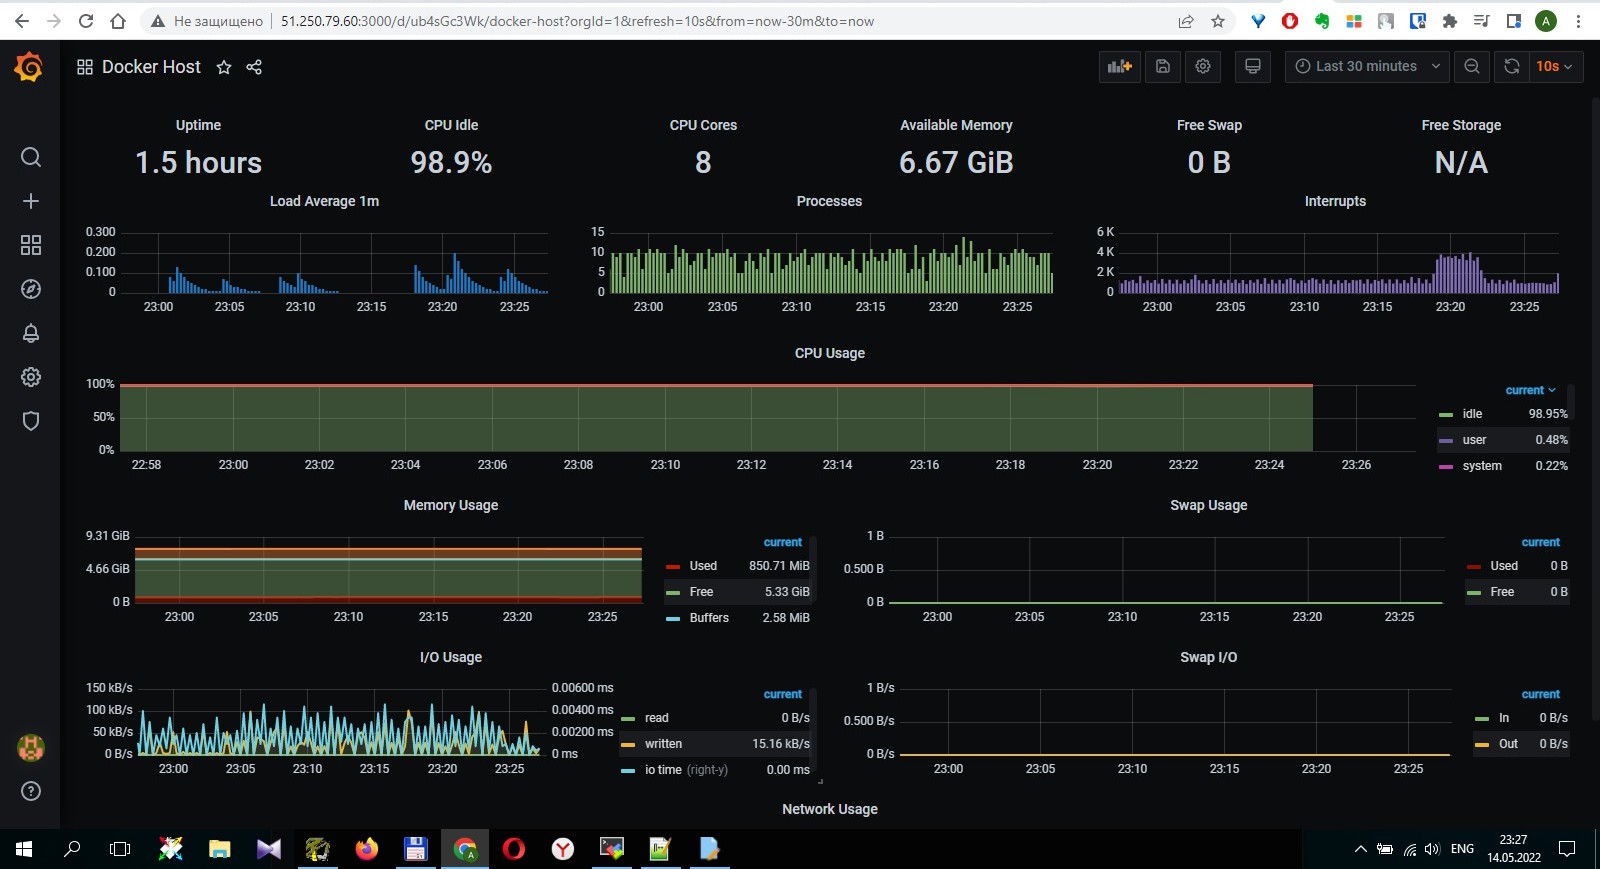 Не защищено
51.250.79.60:3000/d/ub4sGc3Wk/docker-host?orgId=1&refresh=10s&from=now-30m&to=now
A
Docker Host
Last 30 minutes
10s
Uptime
1.5 hours
CPU Idle
98.9%
CPU Cores
8
Available Memory
6.67 GiB
Free Swap
0 B
Free Storage
N/A
Load Average 1m
0.300
0.200
0.100
0
23:00 23:05 23:10 23:15 23:20 23:25
Processes
15
10
5
0
23:00 23:05 23:10 23:15 23:20 23:25
Interrupts
6 K
4 K
2 K
0
23:00 23:05 23:10 23:15 23:20 23:25
CPU Usage
100%
50%
0%
22:58 23:00 23:02 23:04 23:06 23:08 23:10 23:12 23:14 23:16 23:18 23:20 23:22 23:24 23:26
current
idle 98.95%
user 0.48%
system 0.22%
Memory Usage
9.31 GiB
4.66 GiB
0 B
23:00 23:05 23:10 23:15 23:20 23:25
current
Used 850.71 MiB
Free 5.33 GiB
Buffers 2.58 MiB
Swap Usage
1 B
0.500 B
0 B
23:00 23:05 23:10 23:15 23:20 23:25
current
Used 0 B
Free 0 B
I/O Usage
150 kB/s
100 kB/s
50 kB/s
0 B/s
0.00600 ms
0.00400 ms
0.00200 ms
0 ms
23:00 23:05 23:10 23:15 23:20 23:25
current
read 0 B/s
written 15.16 kB/s
io time (right-y) 0.00 ms
Swap I/O
1 B/s
0.500 B/s
0 B/s
23:00 23:05 23:10 23:15 23:20 23:25
current
In 0 B/s
Out 0 B/s
Network Usage
ENG
23:27
14.05.2022